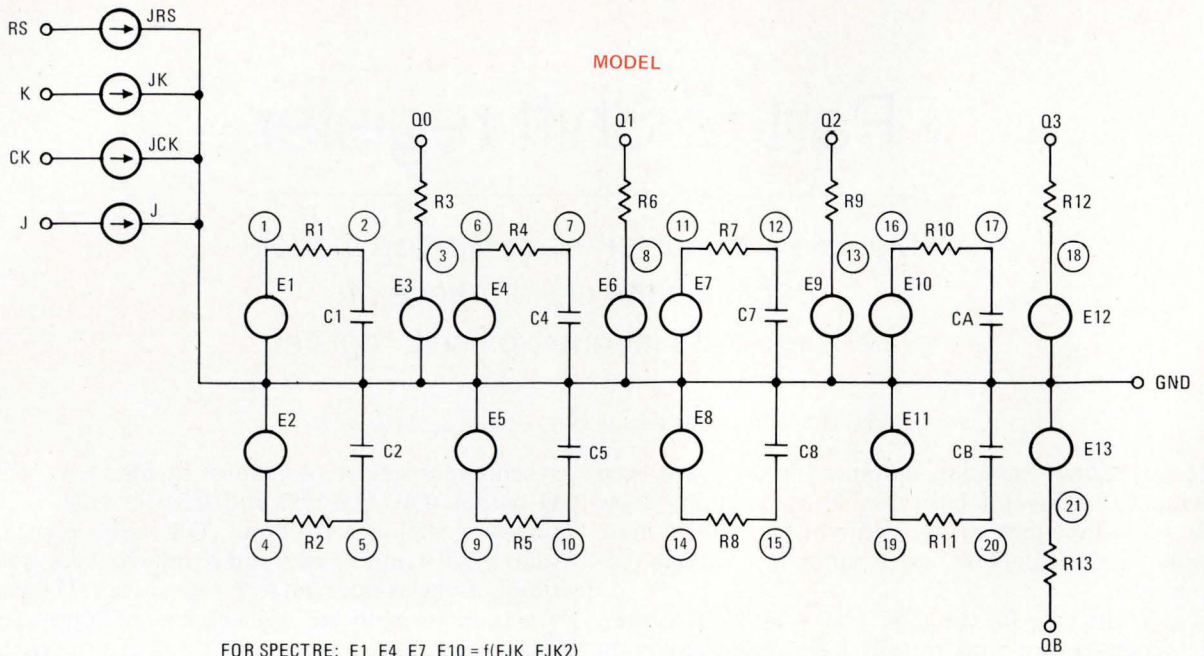 MODEL
RS JRS
K JK
CK JCK
J J
Q0 Q1 Q2 Q3
R3 R6 R9 R12
1 R1 2 3 6 R4 7 8 11 R7 12 13 16 R10 17 18
E1 C1 E3 E4 C4 E6 E7 C7 E9 E10 CA E12
GND
E2 C2 E5 C5 E8 C8 E11 CB E13
4 R2 5 9 R5 10 14 R8 15 19 R11 20 21
R13
QB
FOR SPECTRE: E1, E4, E7, E10 = f(FJK, FJK2)